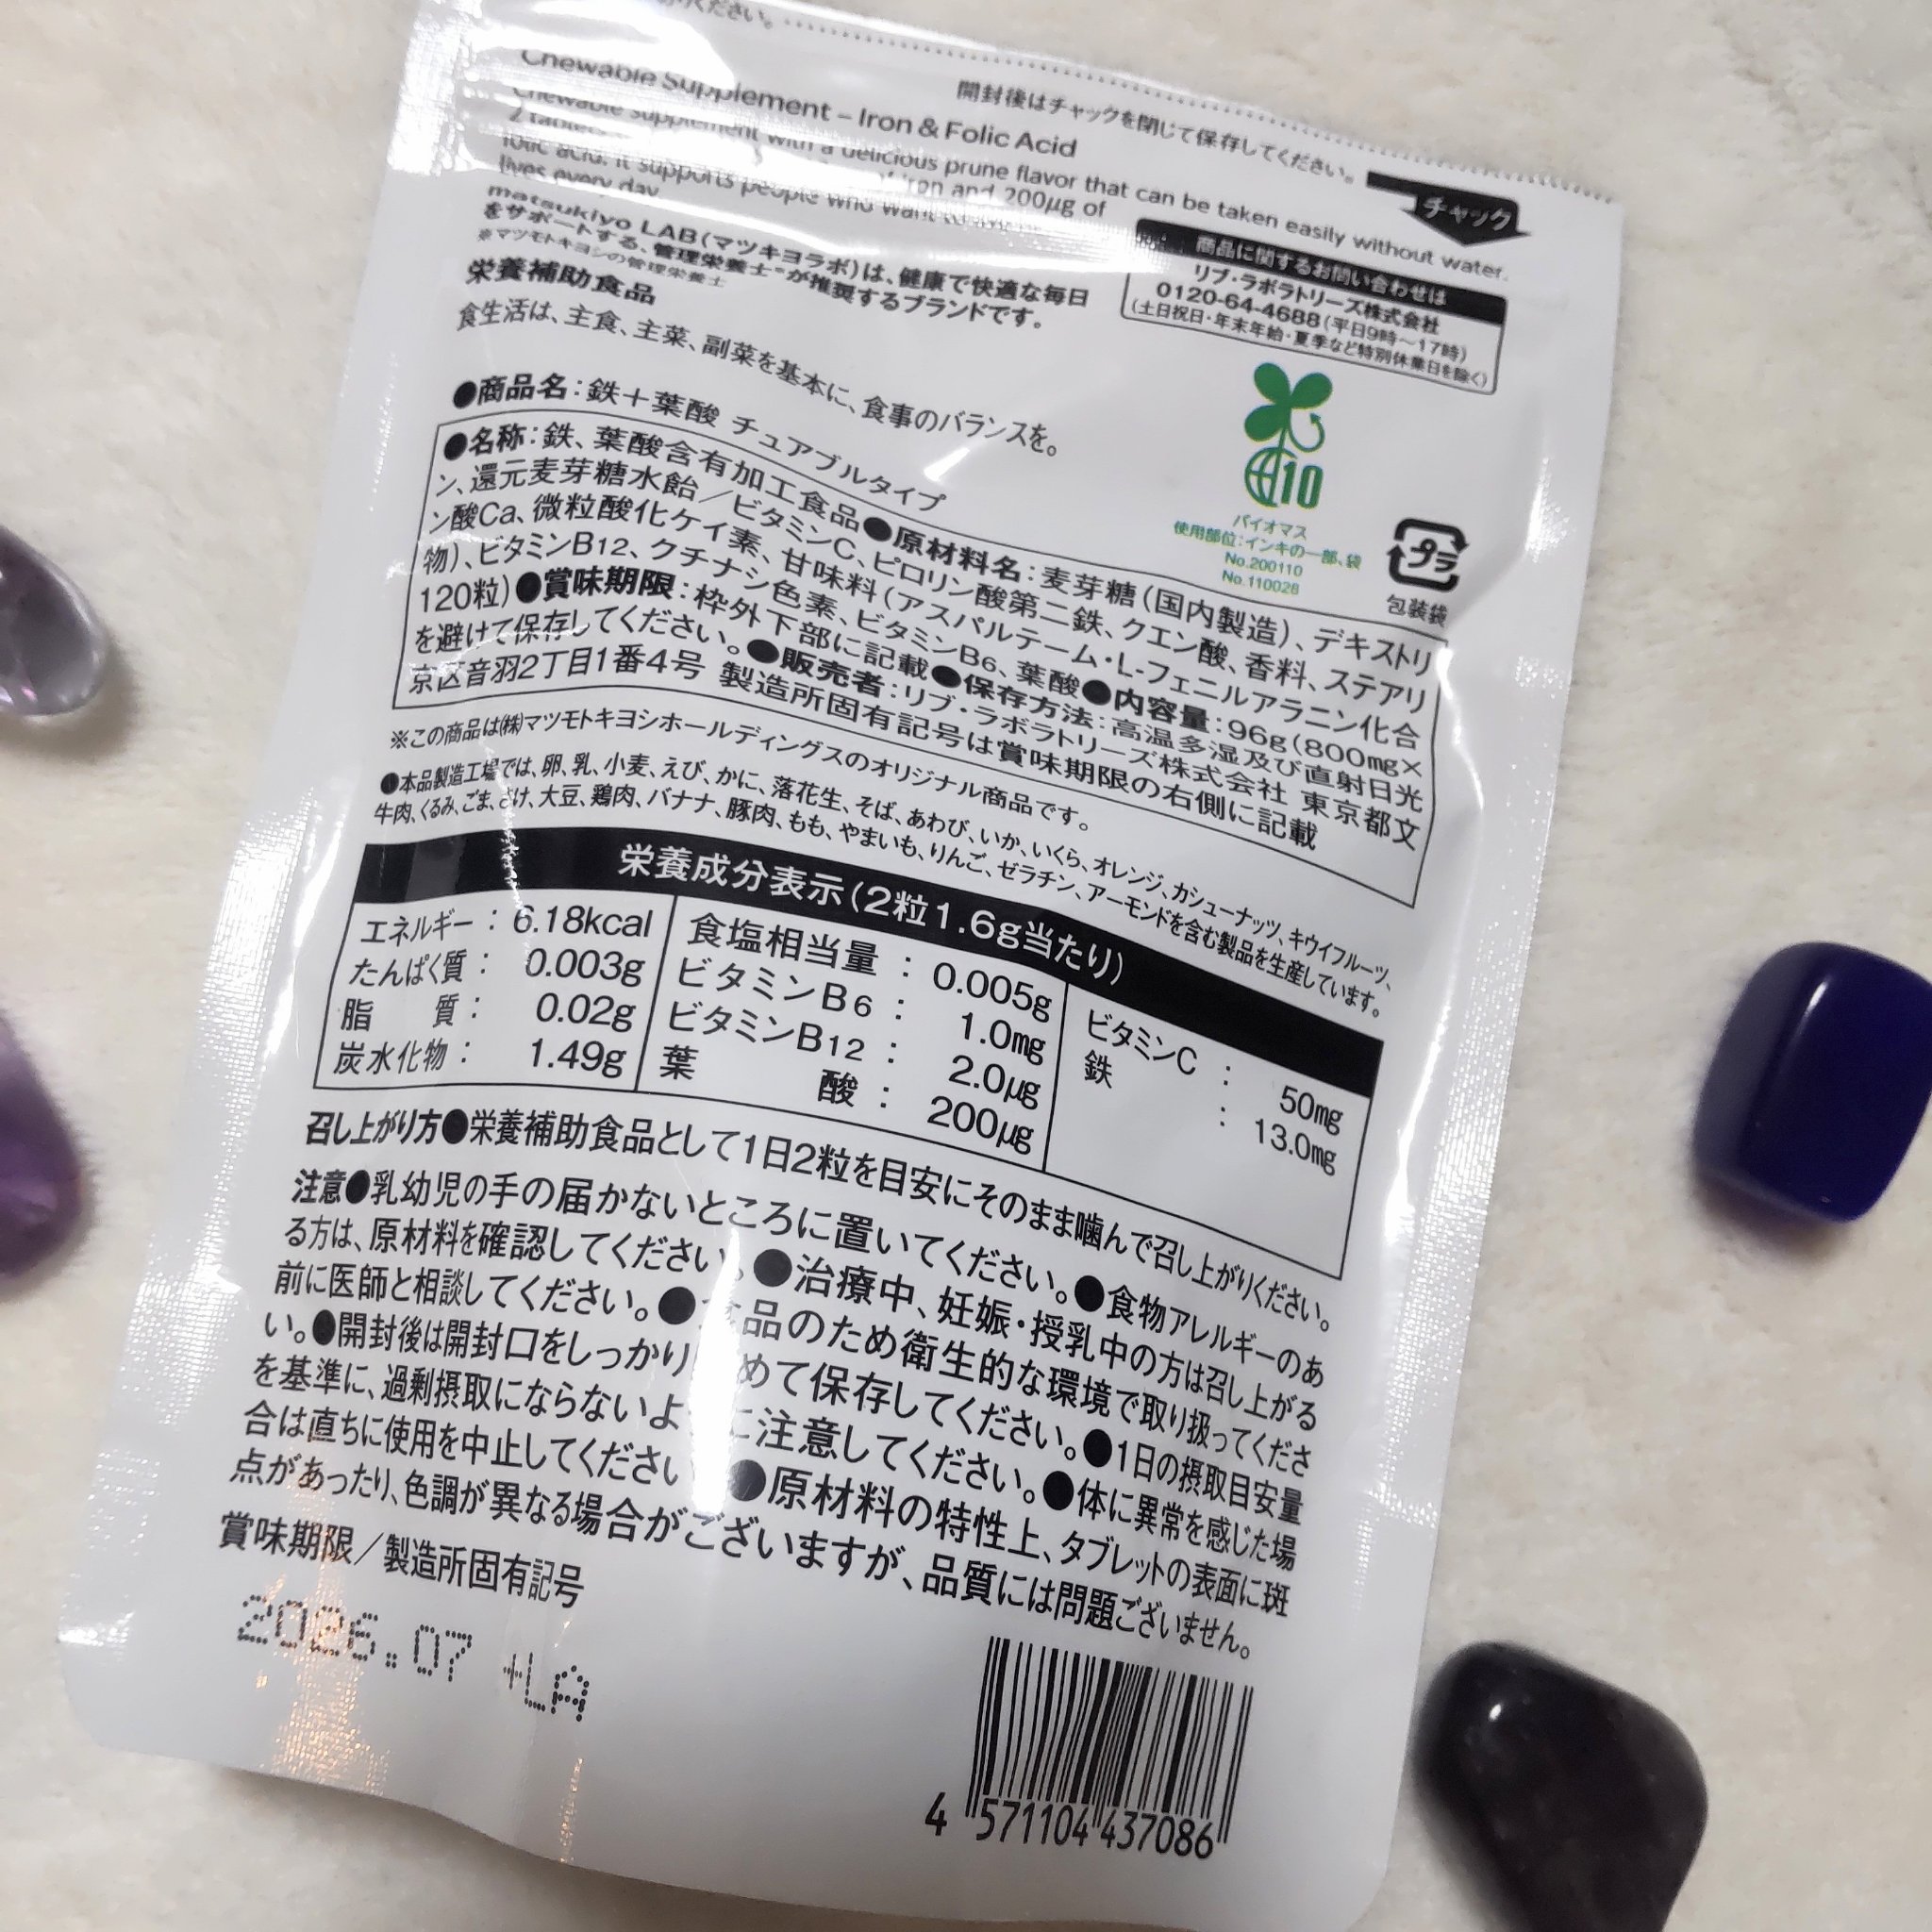 ください。
開封後はチャックを閉じて保存してください。
チャック
Chewable Supplement – Iron & Folic Acid
Chewable supplement with a delicious prune flavor that can be taken easily without water.
2 tablets iron and 200μg of
folic acid. It supports people who want to
lives every day
matsukiyo LAB(マツキヨラボ)は、健康で快適な毎日
をサポートする、管理栄養士※が推奨するブランドです。
※マツモトキヨシの管理栄養士
商品に関するお問い合わせは
リブ・ラボラトリーズ株式会社
0120-64-4688(平日9時～17時)
(土日祝日・年末年始・夏季など特別休業日を除く)
栄養補助食品
食生活は、主食、主菜、副菜を基本に、食事のバランスを。
10
バイオマス
使用部位:インキの一部、袋
No.200110
No.110028
プラ
包装袋
●商品名:鉄＋葉酸 チュアブルタイプ
●名称:鉄、葉酸含有加工食品●原材料名:麦芽糖(国内製造)、デキストリ
ン、還元麦芽糖水飴／ビタミンC、ピロリン酸第二鉄、クエン酸、香料、ステアリ
ン酸Ca、微粒酸化ケイ素、甘味料(アスパルテーム・L-フェニルアラニン化合
物)、ビタミンB12、クチナシ色素、ビタミンB6、葉酸●内容量:96g(800mg×
120粒)●賞味期限:枠外下部に記載●保存方法:高温多湿及び直射日光
を避けて保存してください。●販売者:リブ・ラボラトリーズ株式会社 東京都文
京区音羽2丁目1番4号 製造所固有記号は賞味期限の右側に記載
※この商品は㈱マツモトキヨシホールディングスのオリジナル商品です。
●本品製造工場では、卵、乳、小麦、えび、かに、落花生、そば、あわび、いか、いくら、オレンジ、カシューナッツ、キウイフルーツ、
牛肉、くるみ、ごま、さけ、大豆、鶏肉、バナナ、豚肉、もも、やまいも、りんご、ゼラチン、アーモンドを含む製品を生産しています。
栄養成分表示(2粒1.6g当たり)
エネルギー : 6.18kcal
たんぱく質 : 0.003g
脂 質 : 0.02g
炭水化物 : 1.49g
食塩相当量 : 0.005g
ビタミンB6 : 1.0mg
ビタミンB12 : 2.0μg
葉 酸 : 200μg
ビタミンC : 50mg
鉄 : 13.0mg
召し上がり方●栄養補助食品として1日2粒を目安にそのまま噛んで召し上がりください。
注意●乳幼児の手の届かないところに置いてください。●食物アレルギーのあ
る方は、原材料を確認してください。●治療中、妊娠・授乳中の方は召し上がる
前に医師と相談してください。●食品のため衛生的な環境で取り扱ってくださ
い。●開封後は開封口をしっかり めて保存してください。●1日の摂取目安量
を基準に、過剰摂取にならないように注意してください。●体に異常を感じた場
合は直ちに使用を中止してください ●原材料の特性上、タブレットの表面に斑
点があったり、色調が異なる場合がございますが、品質には問題ございません。
賞味期限／製造所固有記号
2026.07 +LA
4 571104 437086